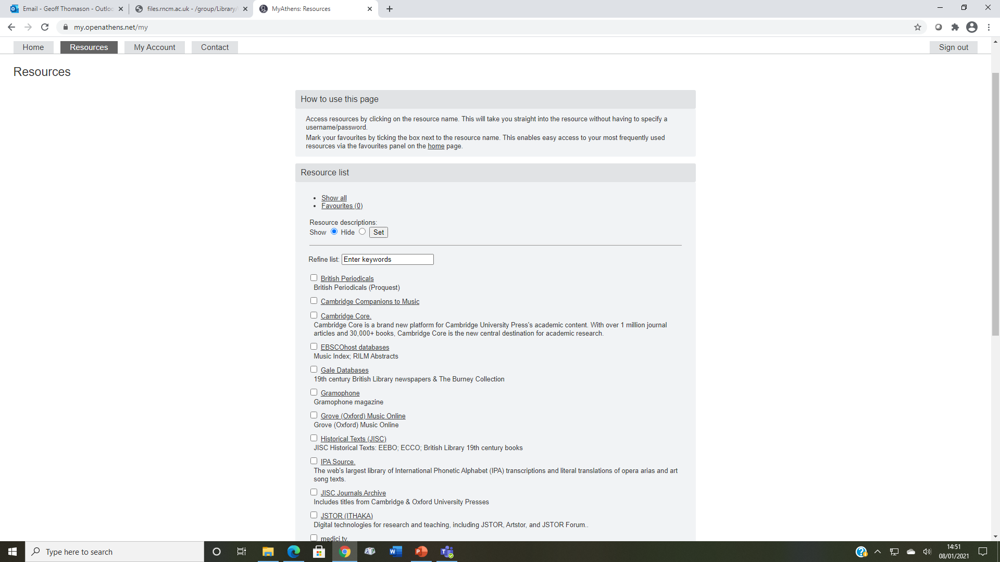 Email - Geoff Thomason - Outloo
files.rncm.ac.uk - /group/Library/
MyAthens: Resources
my.openathens.net/my
Home
Resources
My Account
Contact
Sign out
Resources
How to use this page
Access resources by clicking on the resource name. This will take you straight into the resource without having to specify a
username/password.
Mark your favourites by ticking the box next to the resource name. This enables easy access to your most frequently used
resources via the favourites panel on the home page.
Resource list
Show all
Favourites (0)
Resource descriptions:
Show Hide Set
Refine list: Enter keywords
British Periodicals
British Periodicals (Proquest)
Cambridge Companions to Music
Cambridge Core.
Cambridge Core is a brand new platform for Cambridge University Press's academic content. With over 1 million journal
articles and 30,000+ books, Cambridge Core is the new central destination for academic research.
EBSCOhost databases
Music Index; RILM Abstracts
Gale Databases
19th century British Library newspapers & The Burney Collection
Gramophone
Gramophone magazine
Grove (Oxford) Music Online
Grove (Oxford) Music Online
Historical Texts (JISC)
JISC Historical Texts: EEBO; ECCO; British Library 19th century books
IPA Source.
The web's largest library of International Phonetic Alphabet (IPA) transcriptions and literal translations of opera arias and art
song texts.
JISC Journals Archive
Includes titles from Cambridge & Oxford University Presses
JSTOR (ITHAKA)
Digital technologies for research and teaching, including JSTOR, Artstor, and JSTOR Forum..
medici.tv.
Type here to search
14:51
08/01/2021